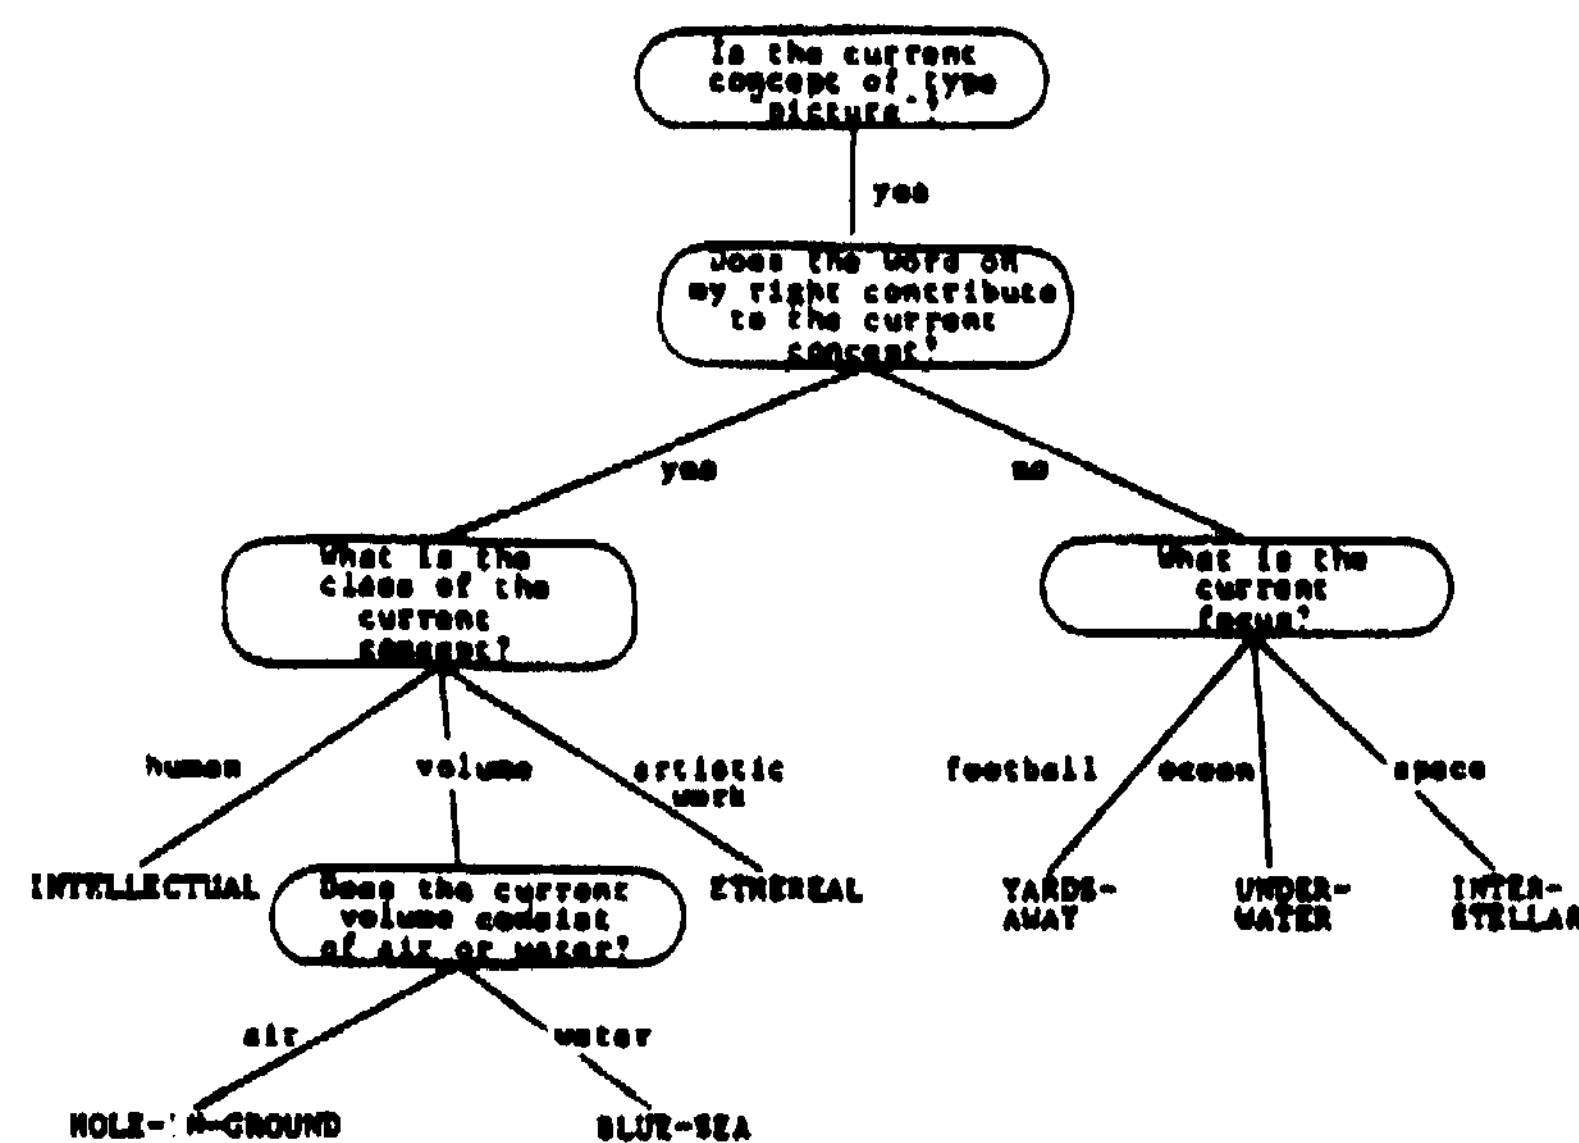 Is the current
concept of type
"picture"?
yes
Does the word on
my right contribute
to the current
concept?
yes
no
What is the
class of the
current
concept?
What is the
current
focus?
human
volume
artistic
work
football
ocean
space
INTELLECTUAL
Does the current
volume consist
of air or water?
ETHEREAL
YARDS-
AWAY
UNDER-
WATER
INTER-
STELLAR
air
water
HOLE-IN-GROUND
BLUE-SEA